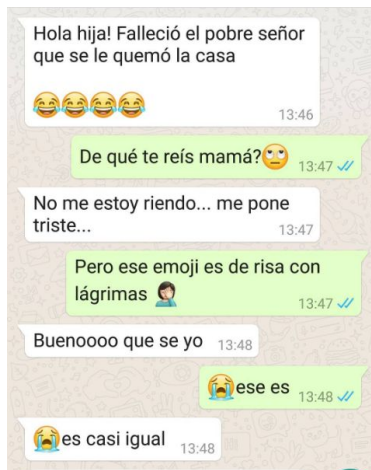 Hola hija! Falleció el pobre señor
que se le quemó la casa
😂😂😂😂
13:46
De qué te reís mamá?🙄 13:47
No me estoy riendo... me pone
triste...
13:47
Pero ese emoji es de risa con
lágrimas 🤦🏻‍♀️
13:47
Buenoooo que se yo 13:48
😭ese es 13:48
😭es casi igual 13:48